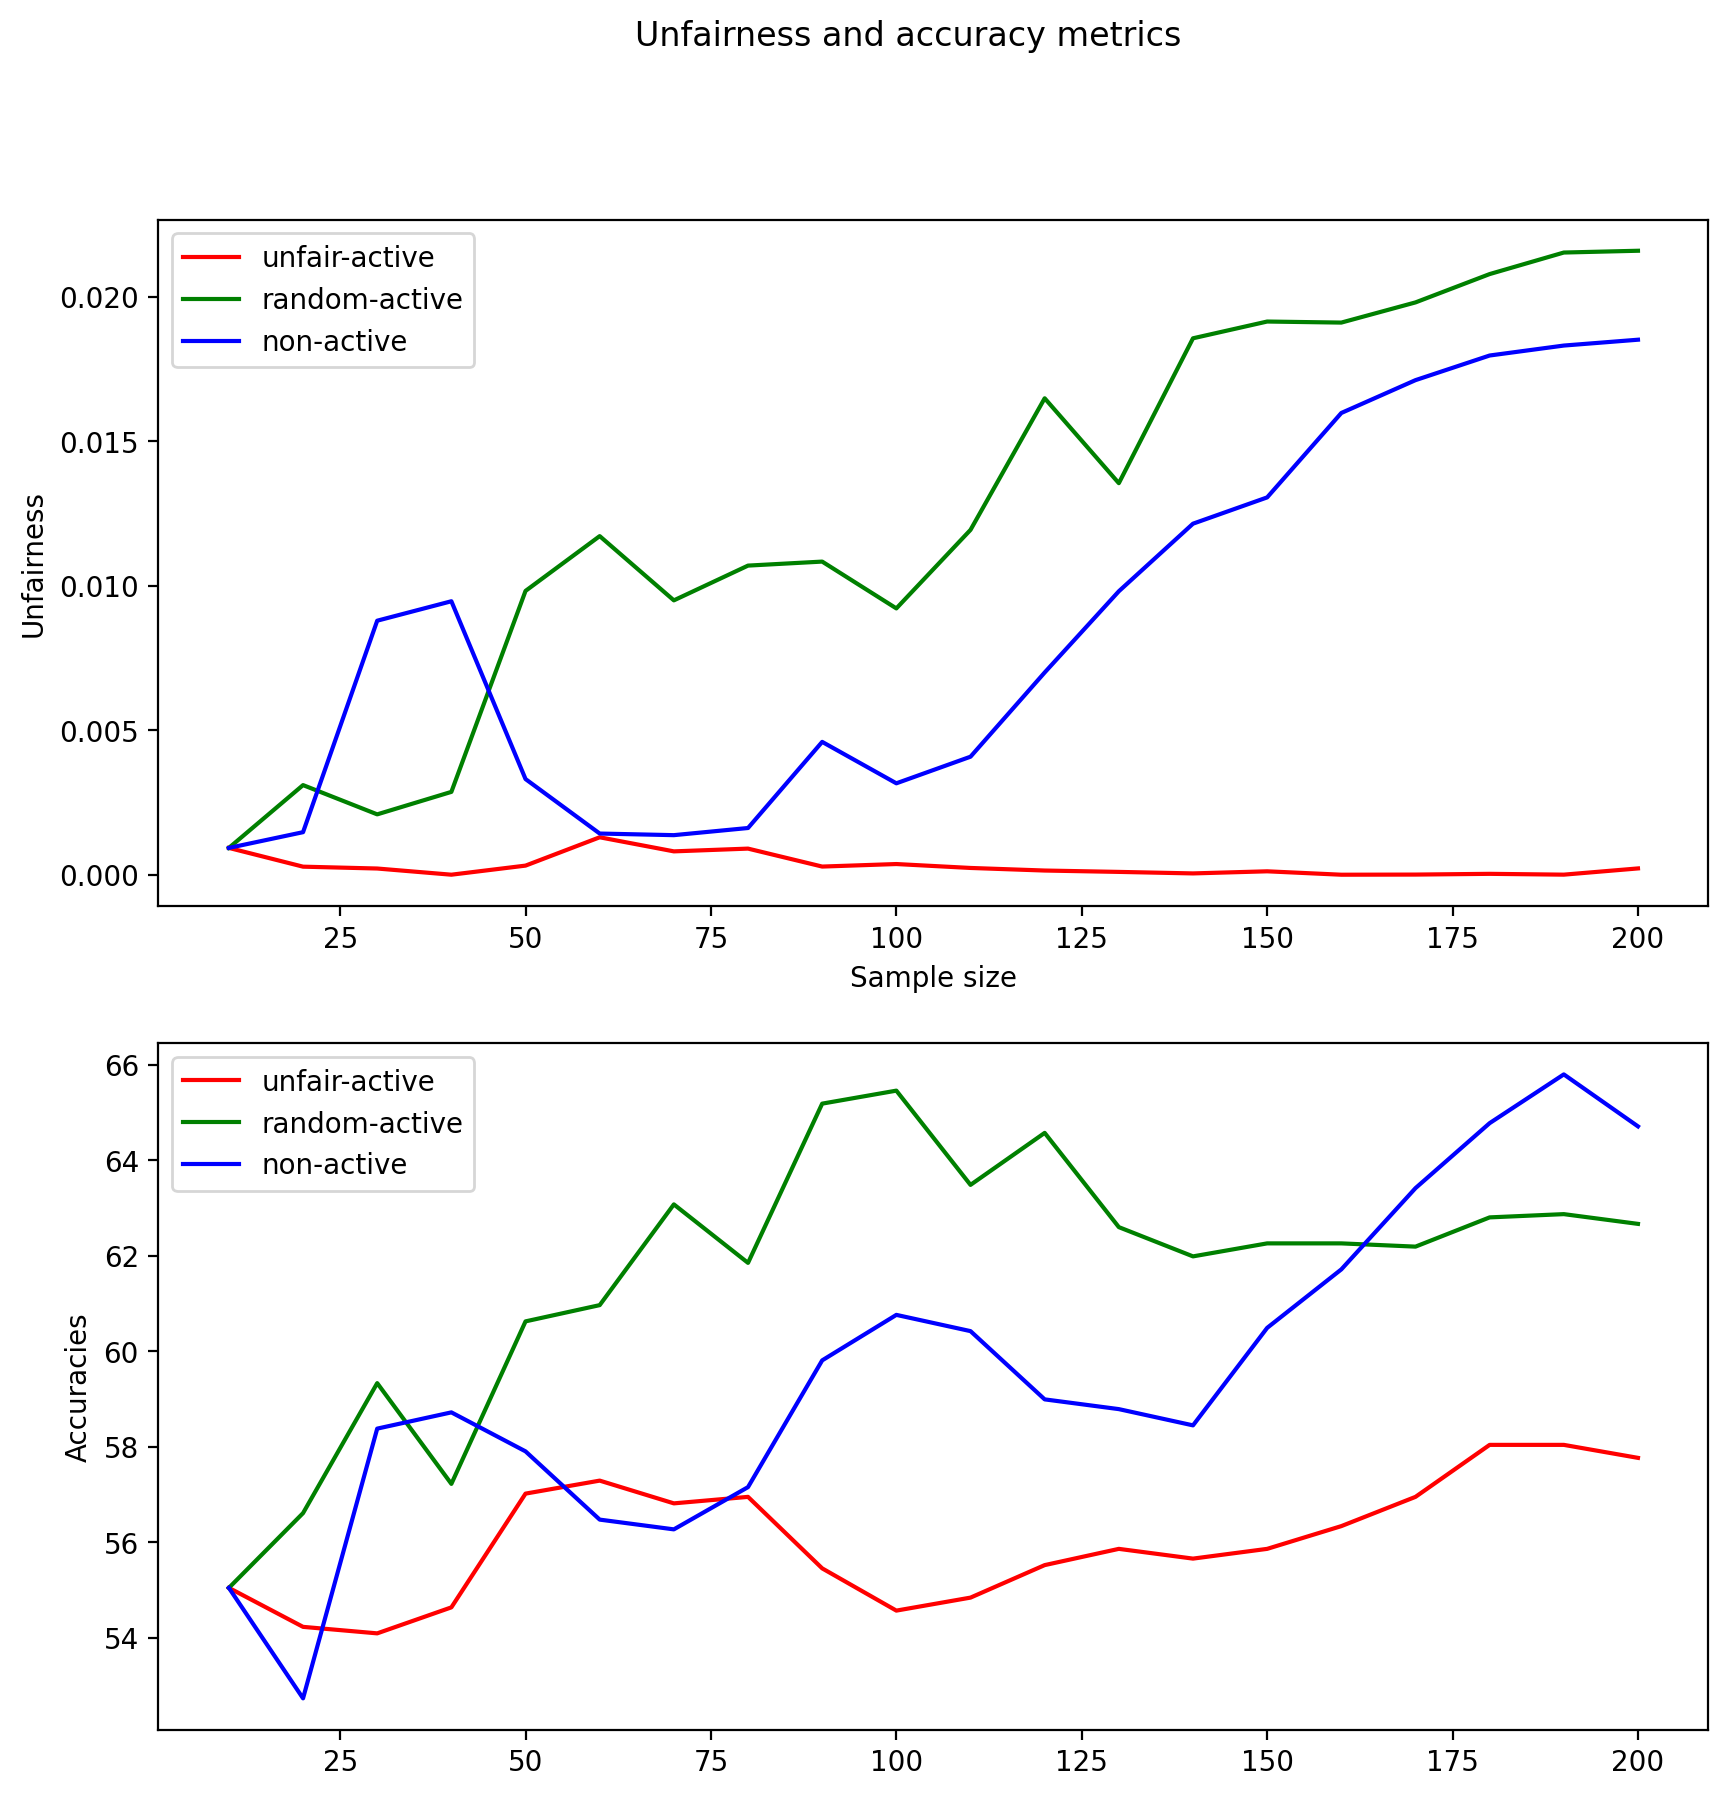 Unfairness and accuracy metrics
unfair-active
random-active
non-active
0.020
0.015
0.010
0.005
0.000
Unfairness
25 50 75 100 125 150 175 200
Sample size
unfair-active
random-active
non-active
66
64
62
60
58
56
54
Accuracies
25 50 75 100 125 150 175 200